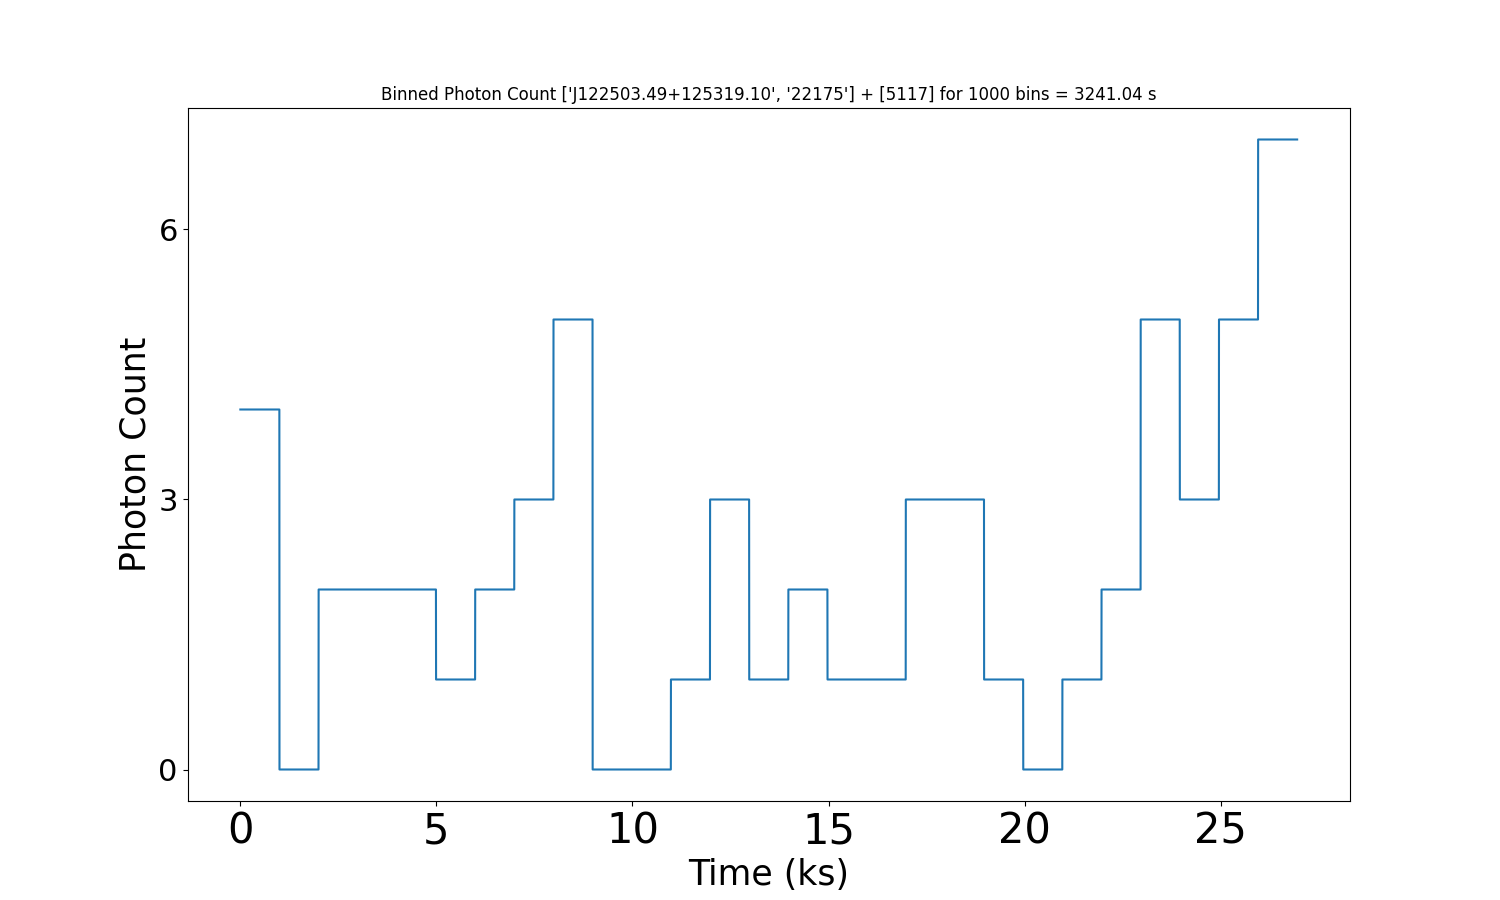 Binned Photon Count ['J122503.49+125319.10', '22175'] + [5117] for 1000 bins = 3241.04 s
Photon Count
6
3
0
0 5 10 15 20 25
Time (ks)